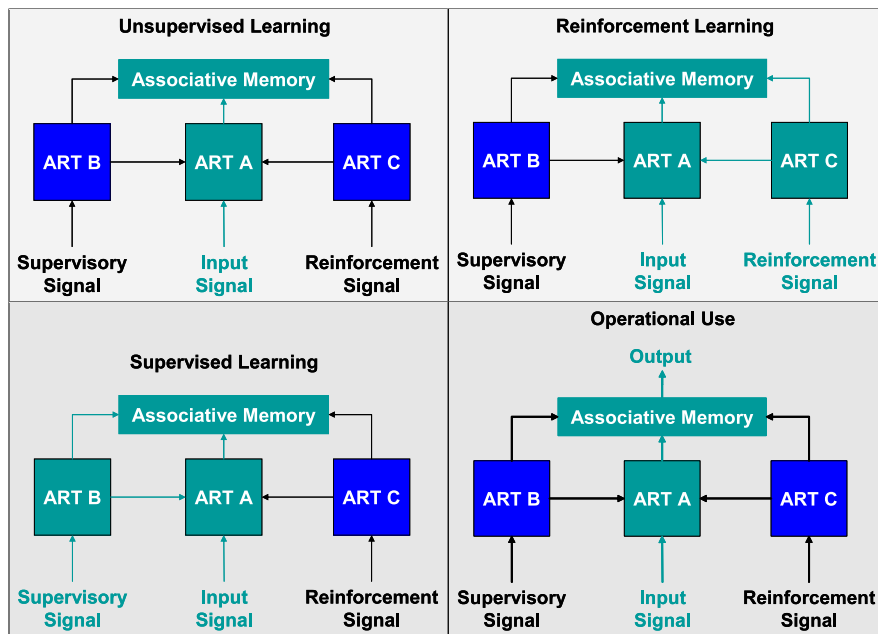 Unsupervised Learning
Associative Memory
ART B
ART A
ART C
Supervisory
Signal
Input
Signal
Reinforcement
Signal
Reinforcement Learning
Associative Memory
ART B
ART A
ART C
Supervisory
Signal
Input
Signal
Reinforcement
Signal
Supervised Learning
Associative Memory
ART B
ART A
ART C
Supervisory
Signal
Input
Signal
Reinforcement
Signal
Operational Use
Output
Associative Memory
ART B
ART A
ART C
Supervisory
Signal
Input
Signal
Reinforcement
Signal